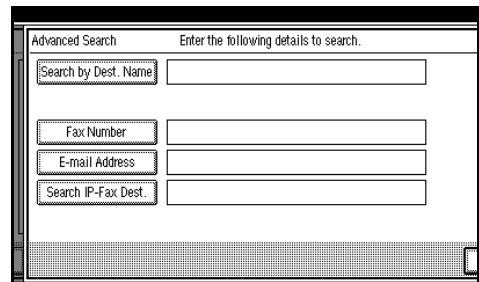 Advanced Search Enter the following details to search.
Search by Dest. Name
Fax Number
E-mail Address
Search IP-Fax Dest.